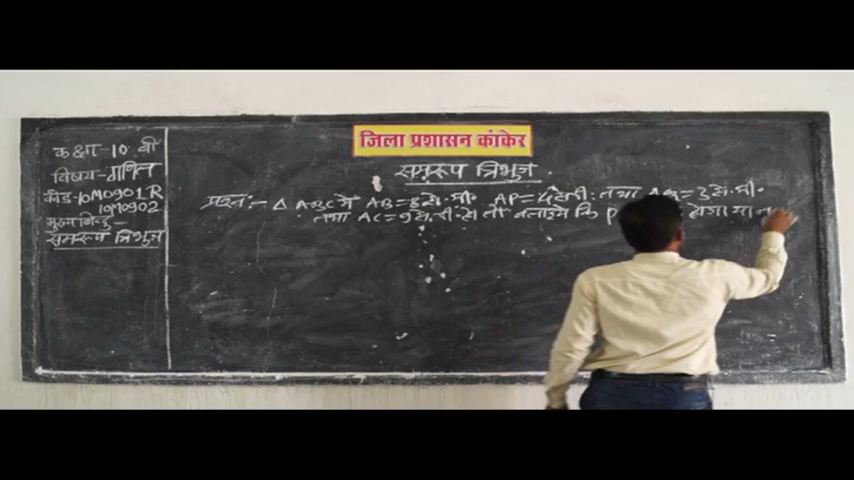 जिला प्रशासन कांकेर
कक्षा-10 वी
विषय-गणित
कोड-10M0901R
10M0902
मुख्य बिन्दु-
समरूप त्रिभुज
समरूप त्रिभुज
प्रश्न:- △ ABC में AB=8 से.मी. AP=4 सेमी. तथा AQ=3 से.मी.
तथा AC=9 से.मी. हो तो बताइये कि P होगा या न